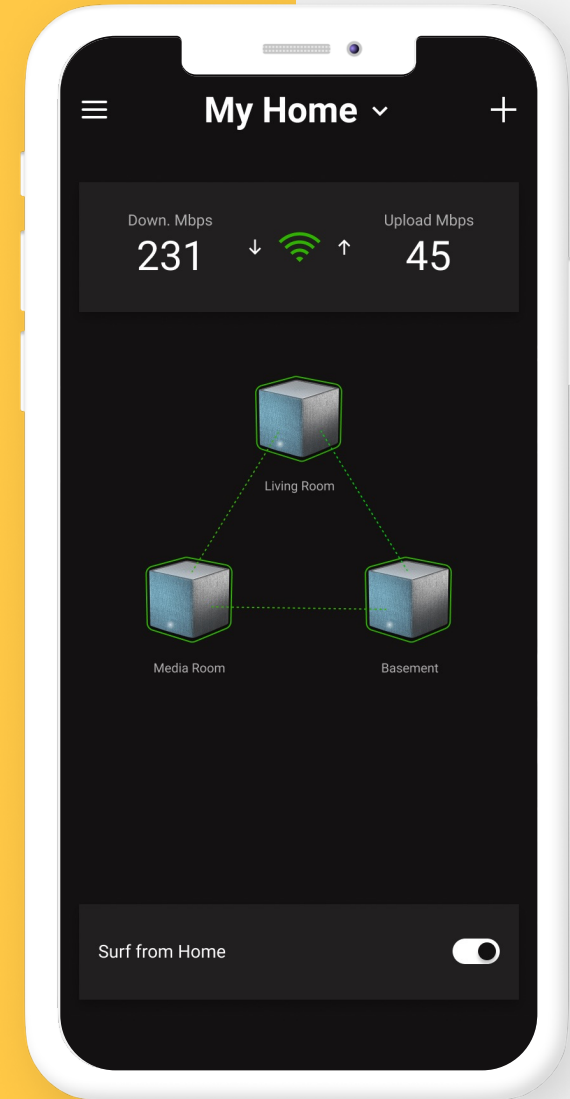 My Home
Down. Mbps
Upload Mbps
231
45
Living Room
Media Room
Basement
Surf from Home